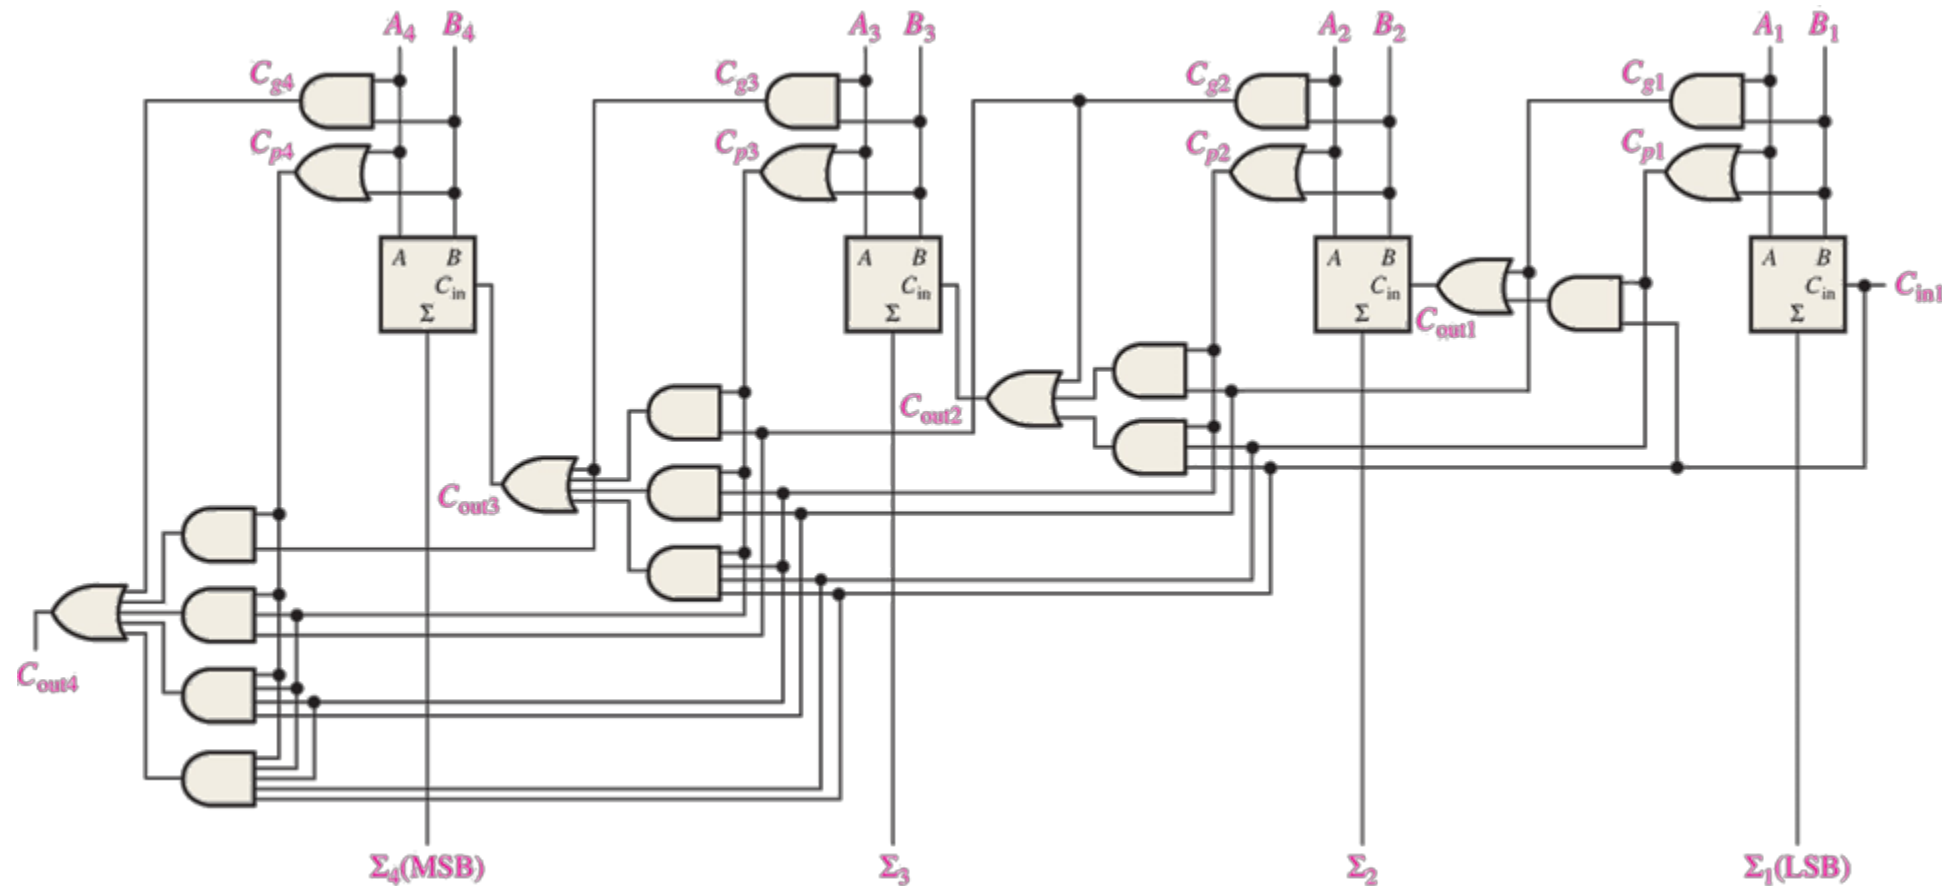 A4 B4 A3 B3 A2 B2 A1 B1
Cg4 Cg3 Cg2 Cg1
Cp4 Cp3 Cp2 Cp1
A B A B A B A B
Cin Cin Cin Cin Cin1
Σ Σ Σ Σ
Cout1
Cout2
Cout3
Cout4
Σ4(MSB) Σ3 Σ2 Σ1(LSB)